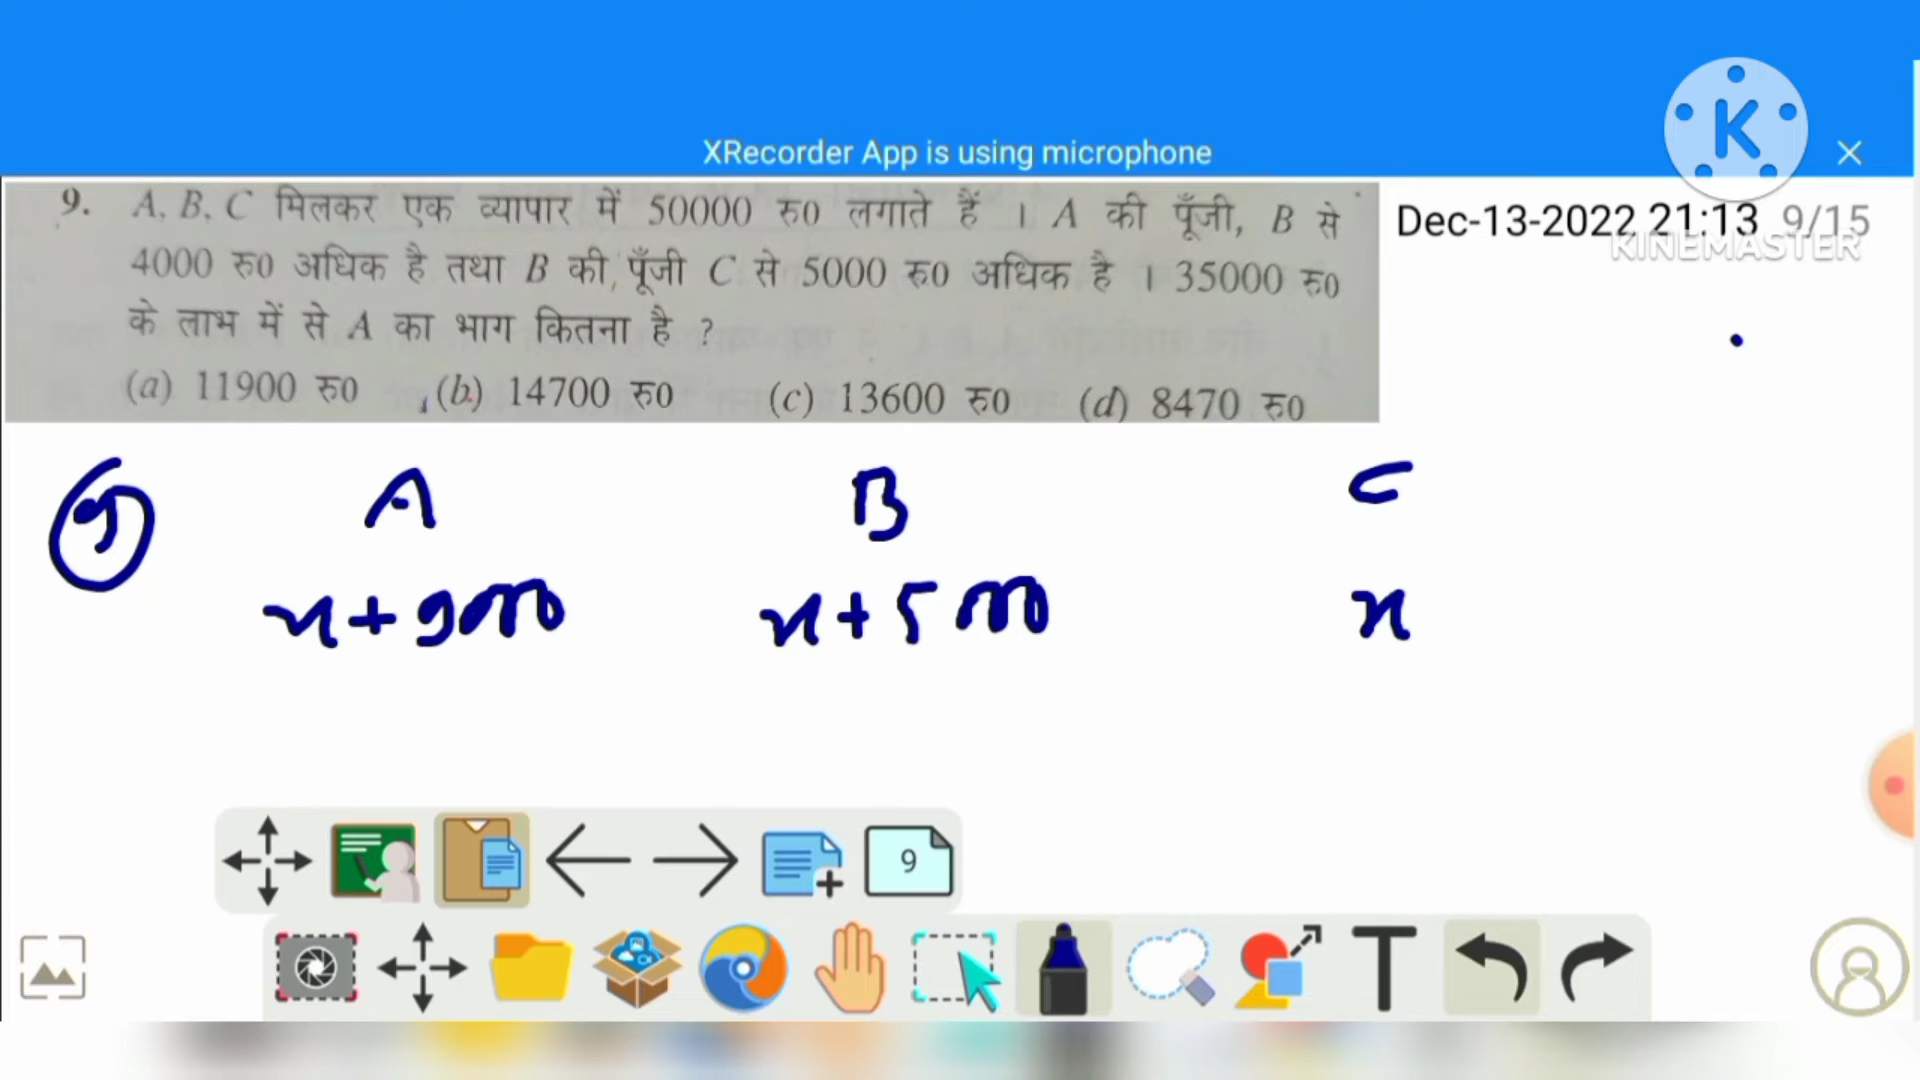 XRecorder App is using microphone
K
KINEMASTER
Dec-13-2022 21:13 9/15
9. A, B, C मिलकर एक व्यापार में 50000 रु0 लगाते हैं । A की पूँजी, B से
4000 रु0 अधिक है तथा B की पूँजी C से 5000 रु0 अधिक है । 35000 रु0
के लाभ में से A का भाग कितना है ?
(a) 11900 रु0 (b) 14700 रु0 (c) 13600 रु0 (d) 8470 रु0
9 A B C
x+9000 x+5000 x
9
T